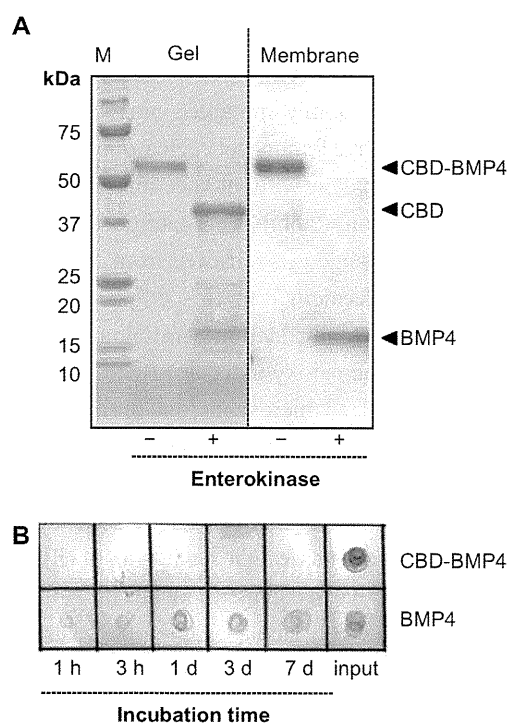 A
M Gel Membrane
kDa
75
50
37
25
20
15
10
◄CBD-BMP4
◄CBD
◄BMP4
− + − +
Enterokinase
B
CBD-BMP4
BMP4
1 h 3 h 1 d 3 d 7 d input
Incubation time